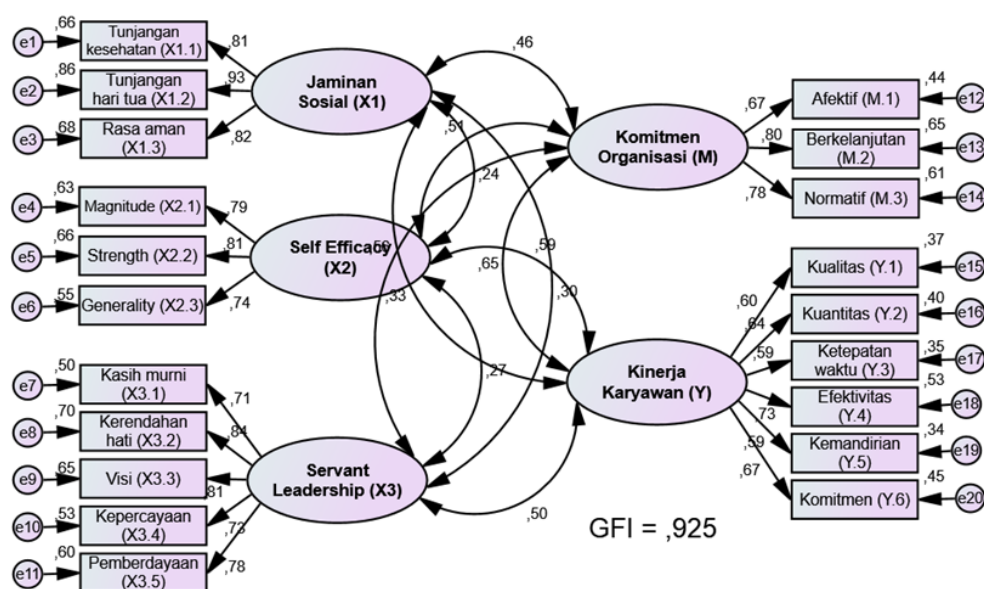 ,66
e1
Tunjangan
kesehatan (X1.1)
,81
,86
e2
Tunjangan
hari tua (X1.2)
,93
,68
e3
Rasa aman
(X1.3)
,82
Jaminan
Sosial (X1)
,63
e4
Magnitude (X2.1)
,79
,66
e5
Strength (X2.2)
,81
,55
e6
Generality (X2.3)
,74
Self Efficacy
(X2)
,50
e7
Kasih murni
(X3.1)
,71
,70
e8
Kerendahan
hati (X3.2)
,84
,65
e9
Visi (X3.3)
,81
,53
e10
Kepercayaan
(X3.4)
,73
,60
e11
Pemberdayaan
(X3.5)
,78
Servant
Leadership (X3)
,46
,51
,24
,59
,65
,30
,33
,27
,50
Komitmen
Organisasi (M)
,67
Afektif (M.1)
,44
e12
,80
Berkelanjutan
(M.2)
,65
e13
,78
Normatif (M.3)
,61
e14
Kinerja
Karyawan (Y)
,60
Kualitas (Y.1)
,37
e15
,64
Kuantitas (Y.2)
,40
e16
,59
Ketepatan
waktu (Y.3)
,35
e17
,73
Efektivitas
(Y.4)
,53
e18
,59
Kemandirian
(Y.5)
,34
e19
,67
Komitmen (Y.6)
,45
e20
GFI = ,925